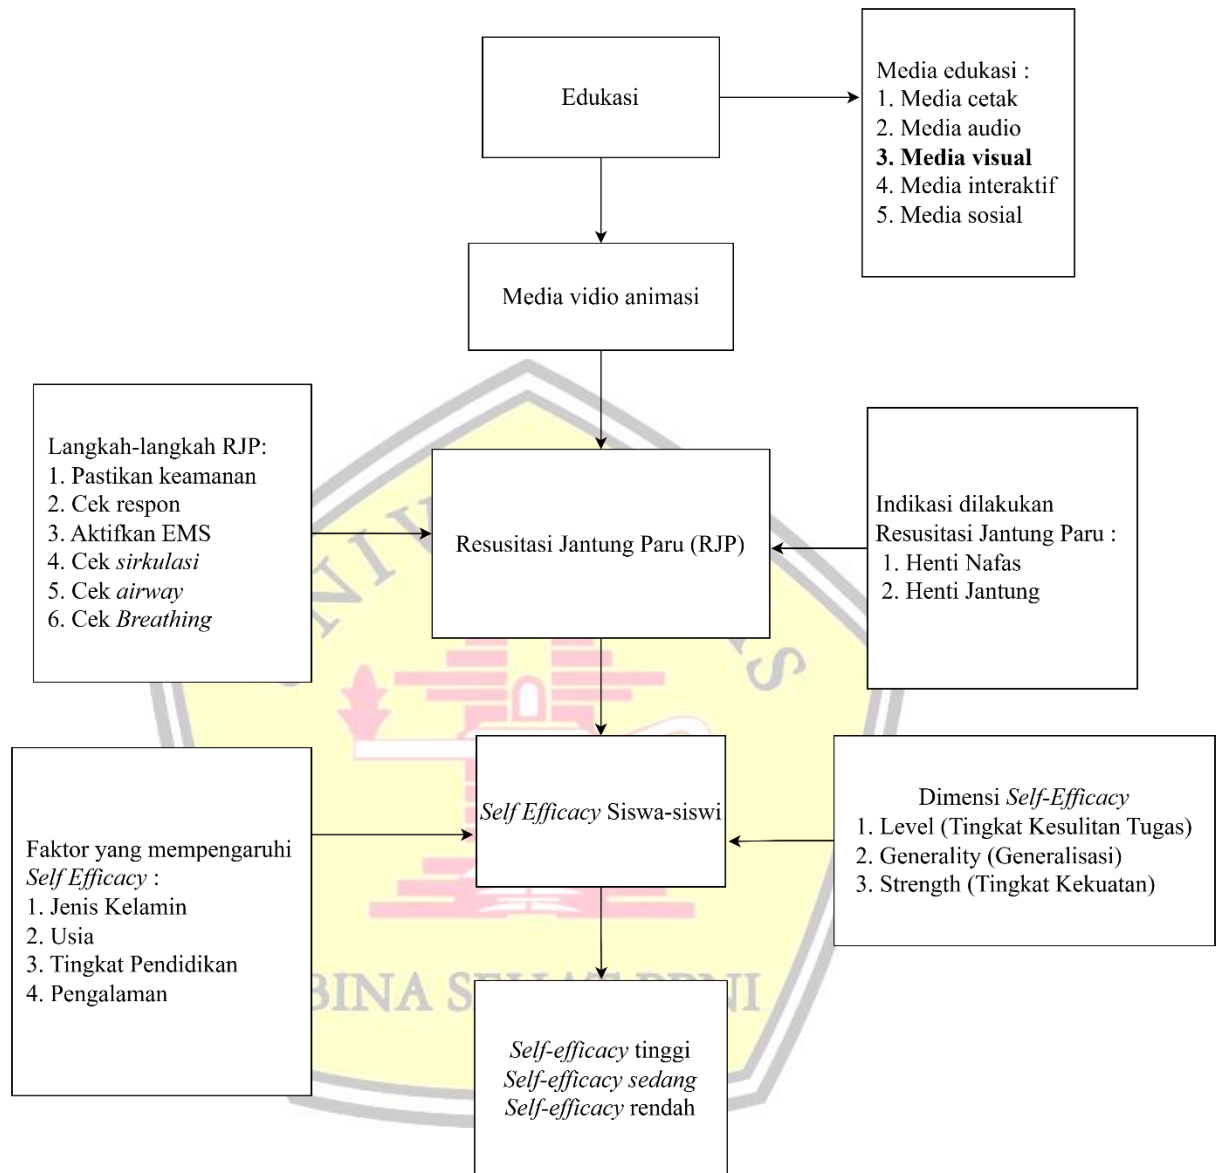 Edukasi
Media edukasi :
1. Media cetak
2. Media audio
3. Media visual
4. Media interaktif
5. Media sosial
Media vidio animasi
Langkah-langkah RJP:
1. Pastikan keamanan
2. Cek respon
3. Aktifkan EMS
4. Cek sirkulasi
5. Cek airway
6. Cek Breathing
Resusitasi Jantung Paru (RJP)
Indikasi dilakukan
Resusitasi Jantung Paru :
1. Henti Nafas
2. Henti Jantung
Faktor yang mempengaruhi
Self Efficacy :
1. Jenis Kelamin
2. Usia
3. Tingkat Pendidikan
4. Pengalaman
Self Efficacy Siswa-siswi
Dimensi Self-Efficacy
1. Level (Tingkat Kesulitan Tugas)
2. Generality (Generalisasi)
3. Strength (Tingkat Kekuatan)
Self-efficacy tinggi
Self-efficacy sedang
Self-efficacy rendah
BINA